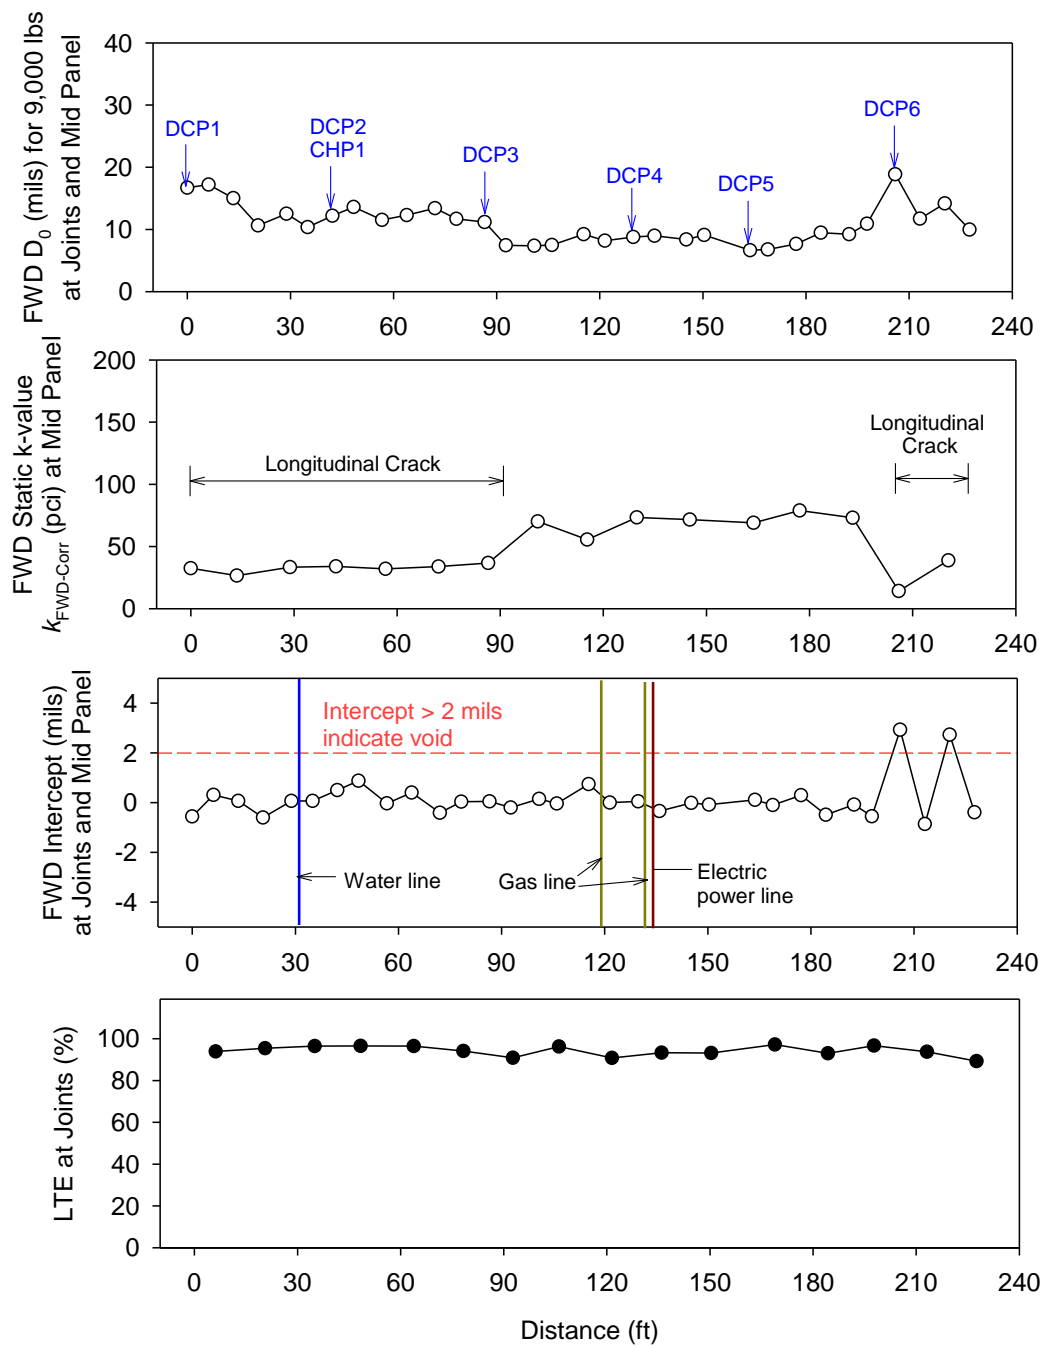 FWD D0 (mils) for 9,000 lbs
at Joints and Mid Panel
40
30
20
10
0
DCP1
DCP2
CHP1
DCP3
DCP4
DCP5
DCP6
0 30 60 90 120 150 180 210 240
FWD Static k-value
kFWD-Corr (pci) at Mid Panel
200
150
100
50
0
Longitudinal Crack
Longitudinal
Crack
0 30 60 90 120 150 180 210 240
FWD Intercept (mils)
at Joints and Mid Panel
4
2
0
-2
-4
Intercept > 2 mils
indicate void
Water line
Gas line
Electric
power line
0 30 60 90 120 150 180 210 240
LTE at Joints (%)
100
80
60
40
20
0
0 30 60 90 120 150 180 210 240
Distance (ft)